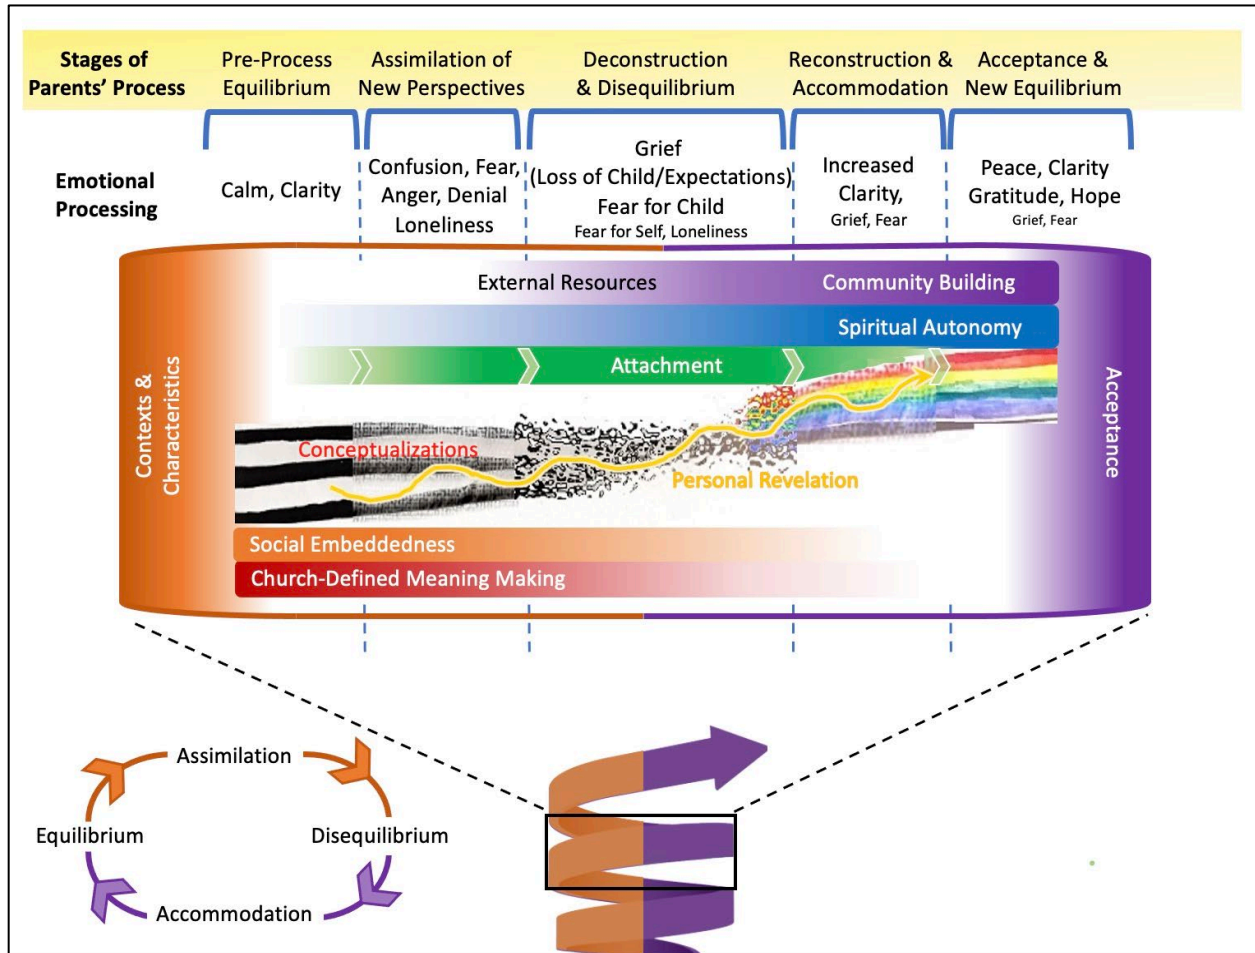 Stages of
Parents' Process
Pre-Process
Equilibrium
Assimilation of
New Perspectives
Deconstruction
& Disequilibrium
Reconstruction &
Accommodation
Acceptance &
New Equilibrium
Emotional
Processing
Calm, Clarity
Confusion, Fear,
Anger, Denial
Loneliness
Grief
(Loss of Child/Expectations)
Fear for Child
Fear for Self, Loneliness
Increased
Clarity,
Grief, Fear
Peace, Clarity
Gratitude, Hope
Grief, Fear
Contexts &
Characteristics
External Resources
Community Building
Spiritual Autonomy
Attachment
Conceptualizations
Personal Revelation
Social Embeddedness
Church-Defined Meaning Making
Acceptance
Assimilation
Equilibrium
Disequilibrium
Accommodation